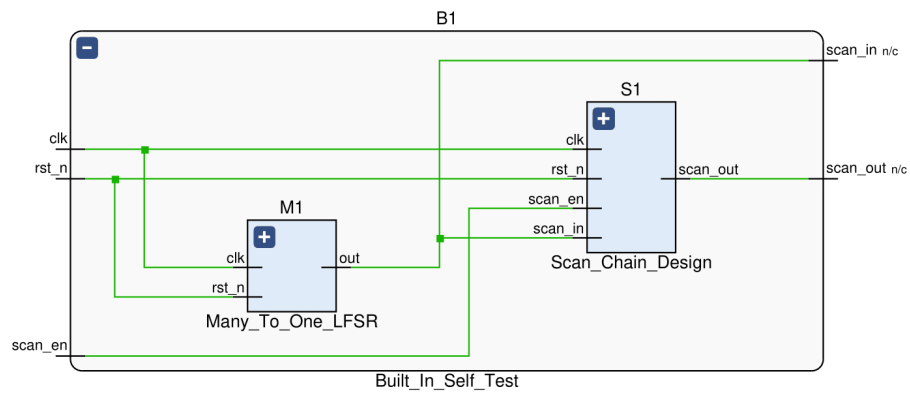 B1
scan_in n/c
S1
clk
clk
rst_n
rst_n
scan_out
scan_out n/c
scan_en
M1
scan_in
clk
out
Scan_Chain_Design
rst_n
Many_To_One_LFSR
scan_en
Built_In_Self_Test